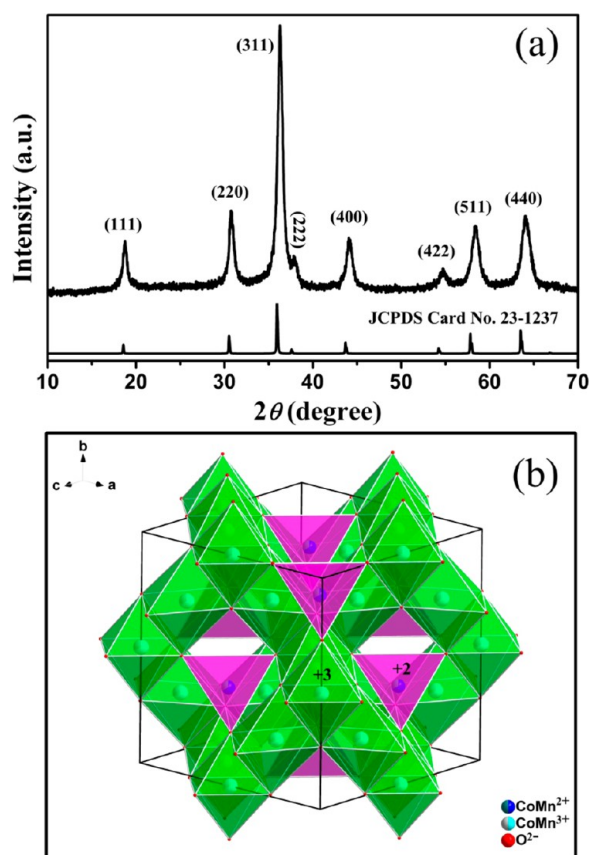 (a)
(311)
(220)
(222)
(111)
(400)
(422)
(511)
(440)
Intensity (a.u.)
JCPDS Card No. 23-1237
10 20 30 40 50 60 70
2θ (degree)
(b)
b
c a
+3 +2
CoMn²⁺
CoMn³⁺
O²⁻